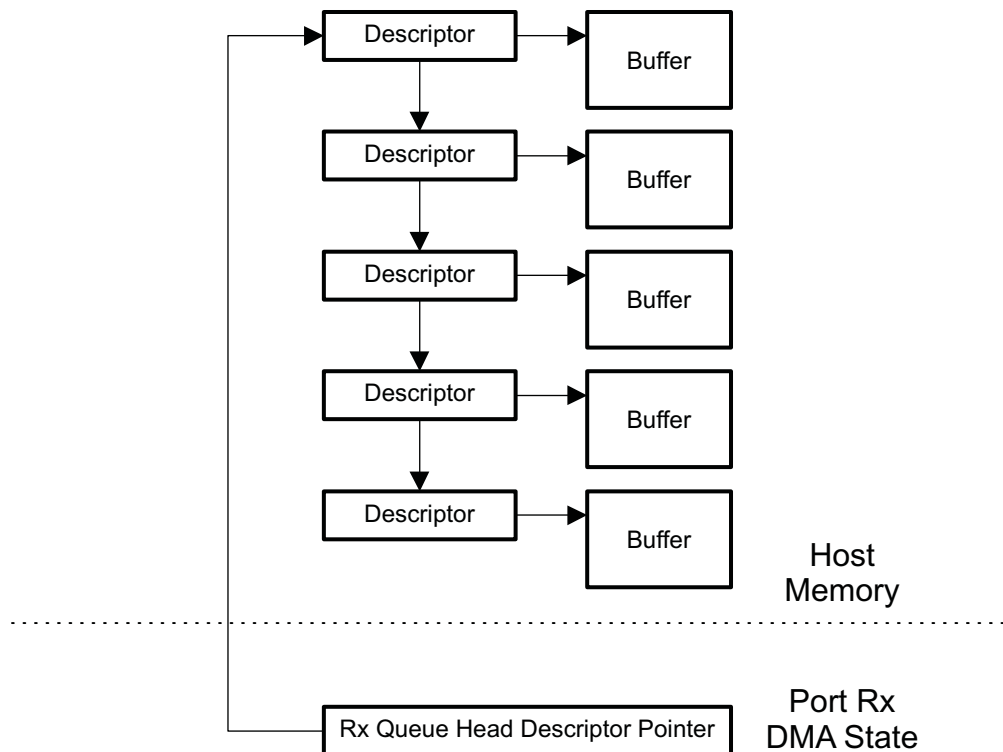 Descriptor
Buffer
Descriptor
Buffer
Descriptor
Buffer
Descriptor
Buffer
Descriptor
Buffer
Host
Memory
Rx Queue Head Descriptor Pointer
Port Rx
DMA State